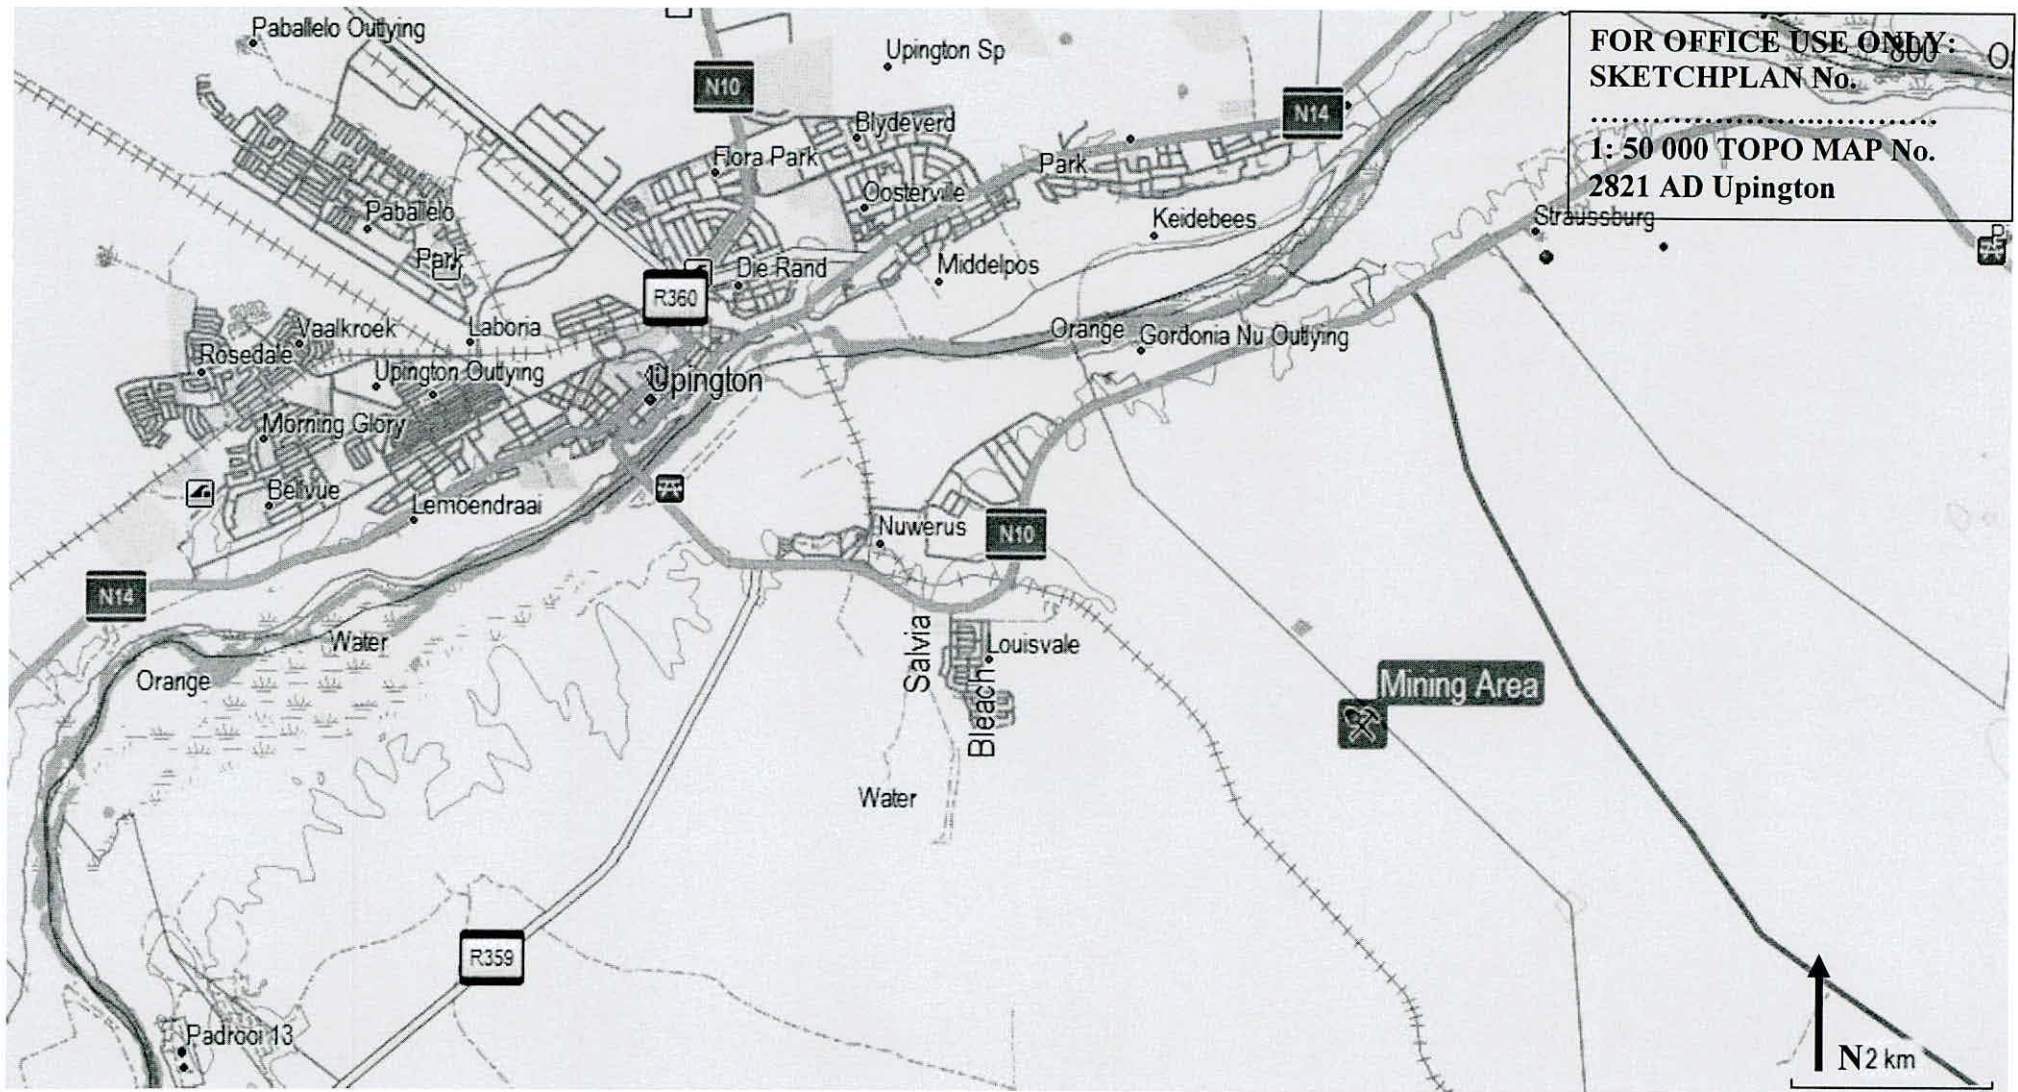 Paballelo Outlying
Upington Sp
FOR OFFICE USE ONLY:
800
O
SKETCHPLAN No.
..............................
1: 50 000 TOPO MAP No.
2821 AD Upington
N10
N14
Blydeverd
Flora Park
Park
Oosterville
Paballelo
Park
Keidebees
Straussburg
Middelpos
Die Rand
R360
Vaalkroek
Laboria
Rosedale
Orange
Gordonia Nu Outlying
Upington Outlying
Upington
Morning Glory
Bellvue
Lemoendraai
Nuwerus
N10
N14
Water
Orange
Salvia
Louisvale
Bleach
Mining Area
Water
R359
Padrooi 13
N
2 km